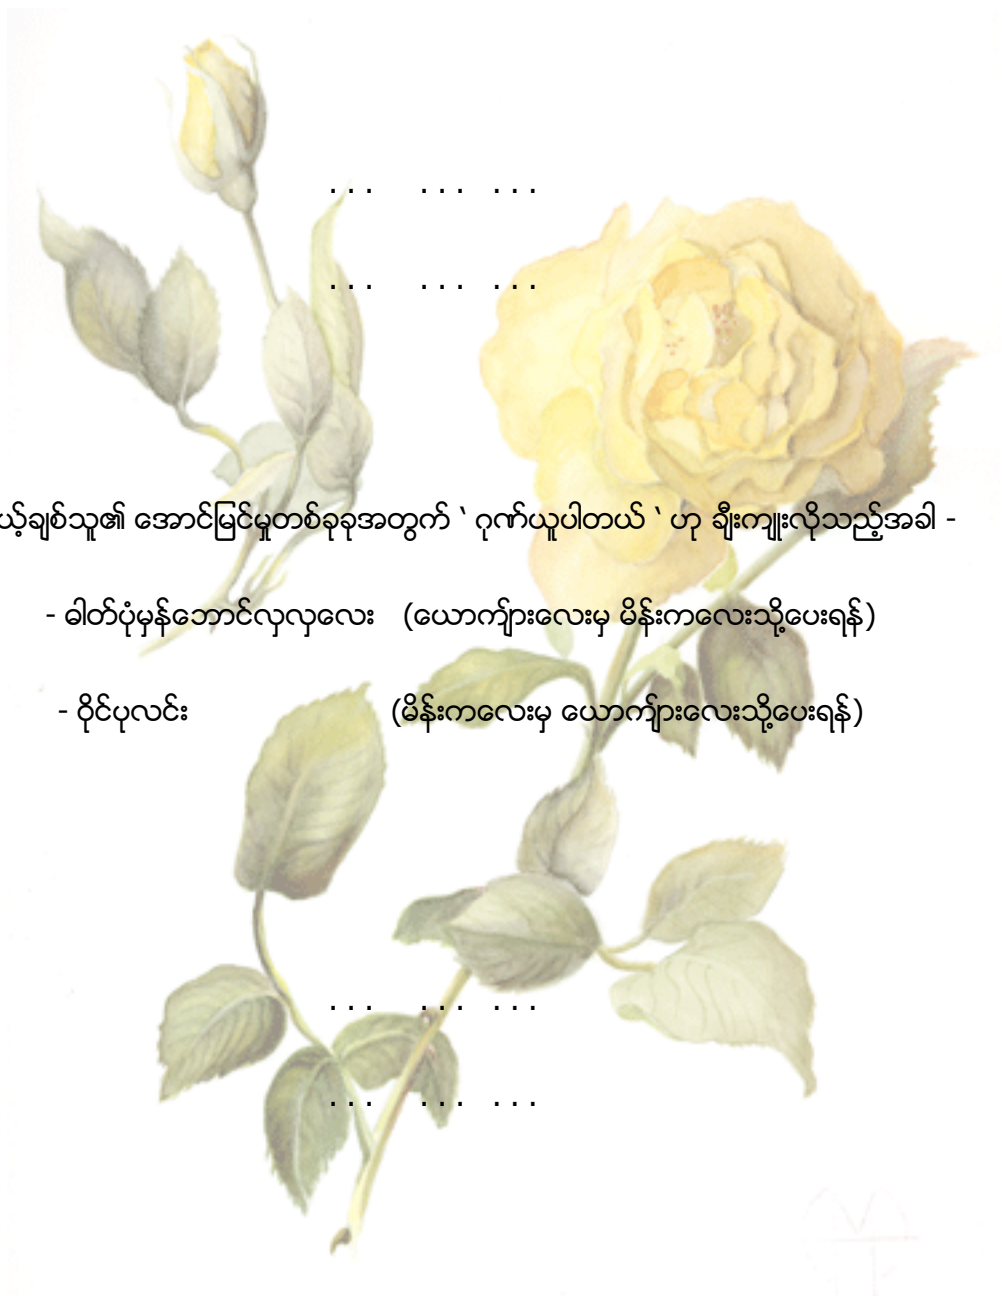 ... ... ...
... ... ...
ယ့်ချစ်သူ၏ အောင်မြင်မှုတစ်ခုခုအတွက် ` ဂုဏ်ယူပါတယ် ` ဟု ချီးကျုးလိုသည့်အခါ -
- ဓါတ်ပုံမှန်ဘောင်လှလှလေး (ယောကျ်ားလေးမှ မိန်းကလေးသို့ပေးရန်)
- ဝိုင်ပုလင်း (မိန်းကလေးမှ ယောကျ်ားလေးသို့ပေးရန်)
... ... ...
... ... ...